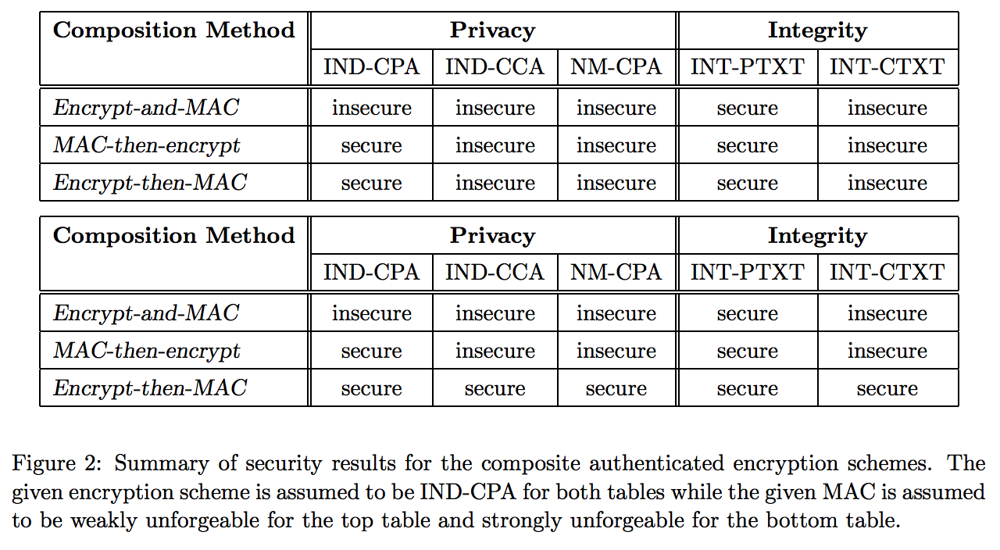 Composition Method Privacy Integrity
IND-CPA IND-CCA NM-CPA INT-PTXT INT-CTXT
Encrypt-and-MAC insecure insecure insecure secure insecure
MAC-then-encrypt secure insecure insecure secure insecure
Encrypt-then-MAC secure insecure insecure secure insecure
Composition Method Privacy Integrity
IND-CPA IND-CCA NM-CPA INT-PTXT INT-CTXT
Encrypt-and-MAC insecure insecure insecure secure insecure
MAC-then-encrypt secure insecure insecure secure insecure
Encrypt-then-MAC secure secure secure secure secure
Figure 2: Summary of security results for the composite authenticated encryption schemes. The
given encryption scheme is assumed to be IND-CPA for both tables while the given MAC is assumed
to be weakly unforgeable for the top table and strongly unforgeable for the bottom table.